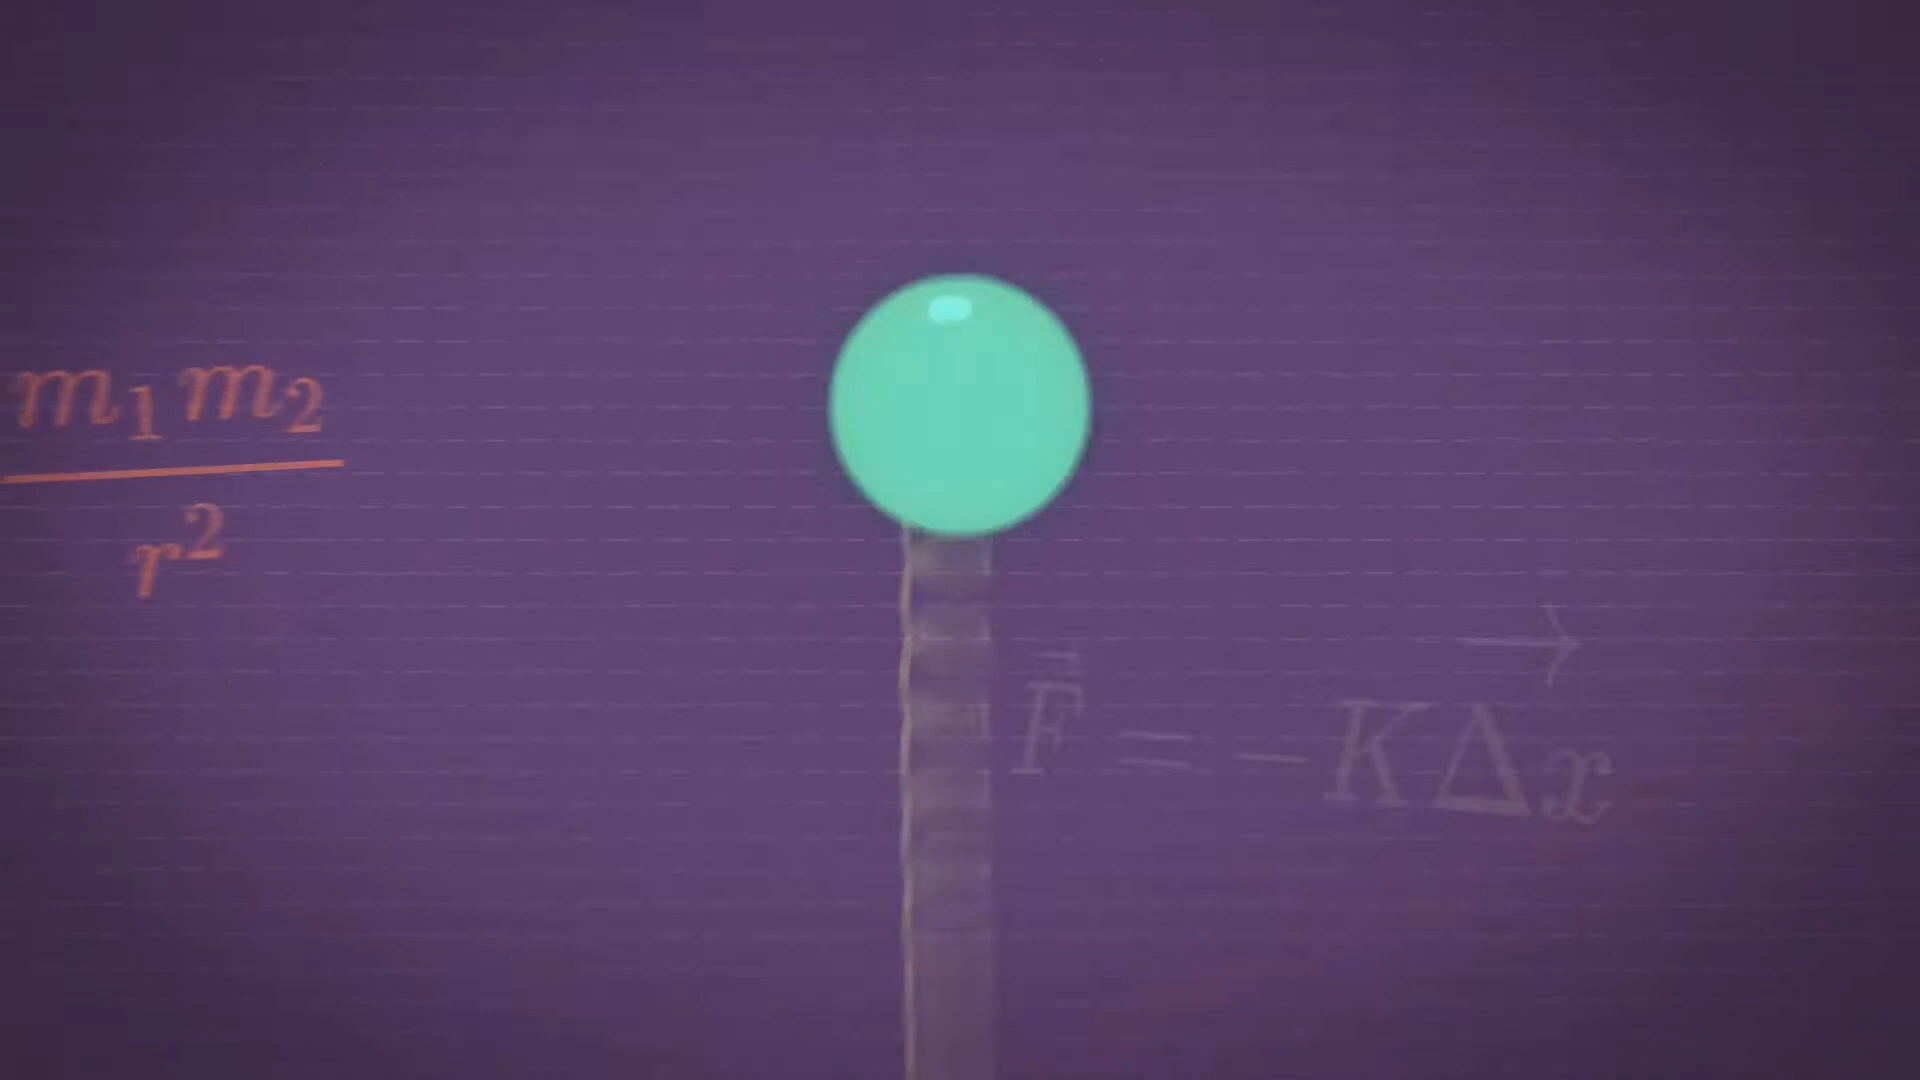 m₁m₂
r²
F⃗ = −KΔx⃗